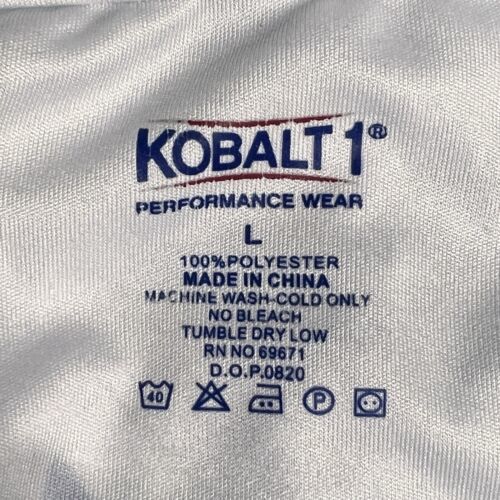 KOBALT 1®
PERFORMANCE WEAR
L
100%POLYESTER
MADE IN CHINA
MACHINE WASH-COLD ONLY
NO BLEACH
TUMBLE DRY LOW
RN NO 69671
D.O.P.0820
40 P